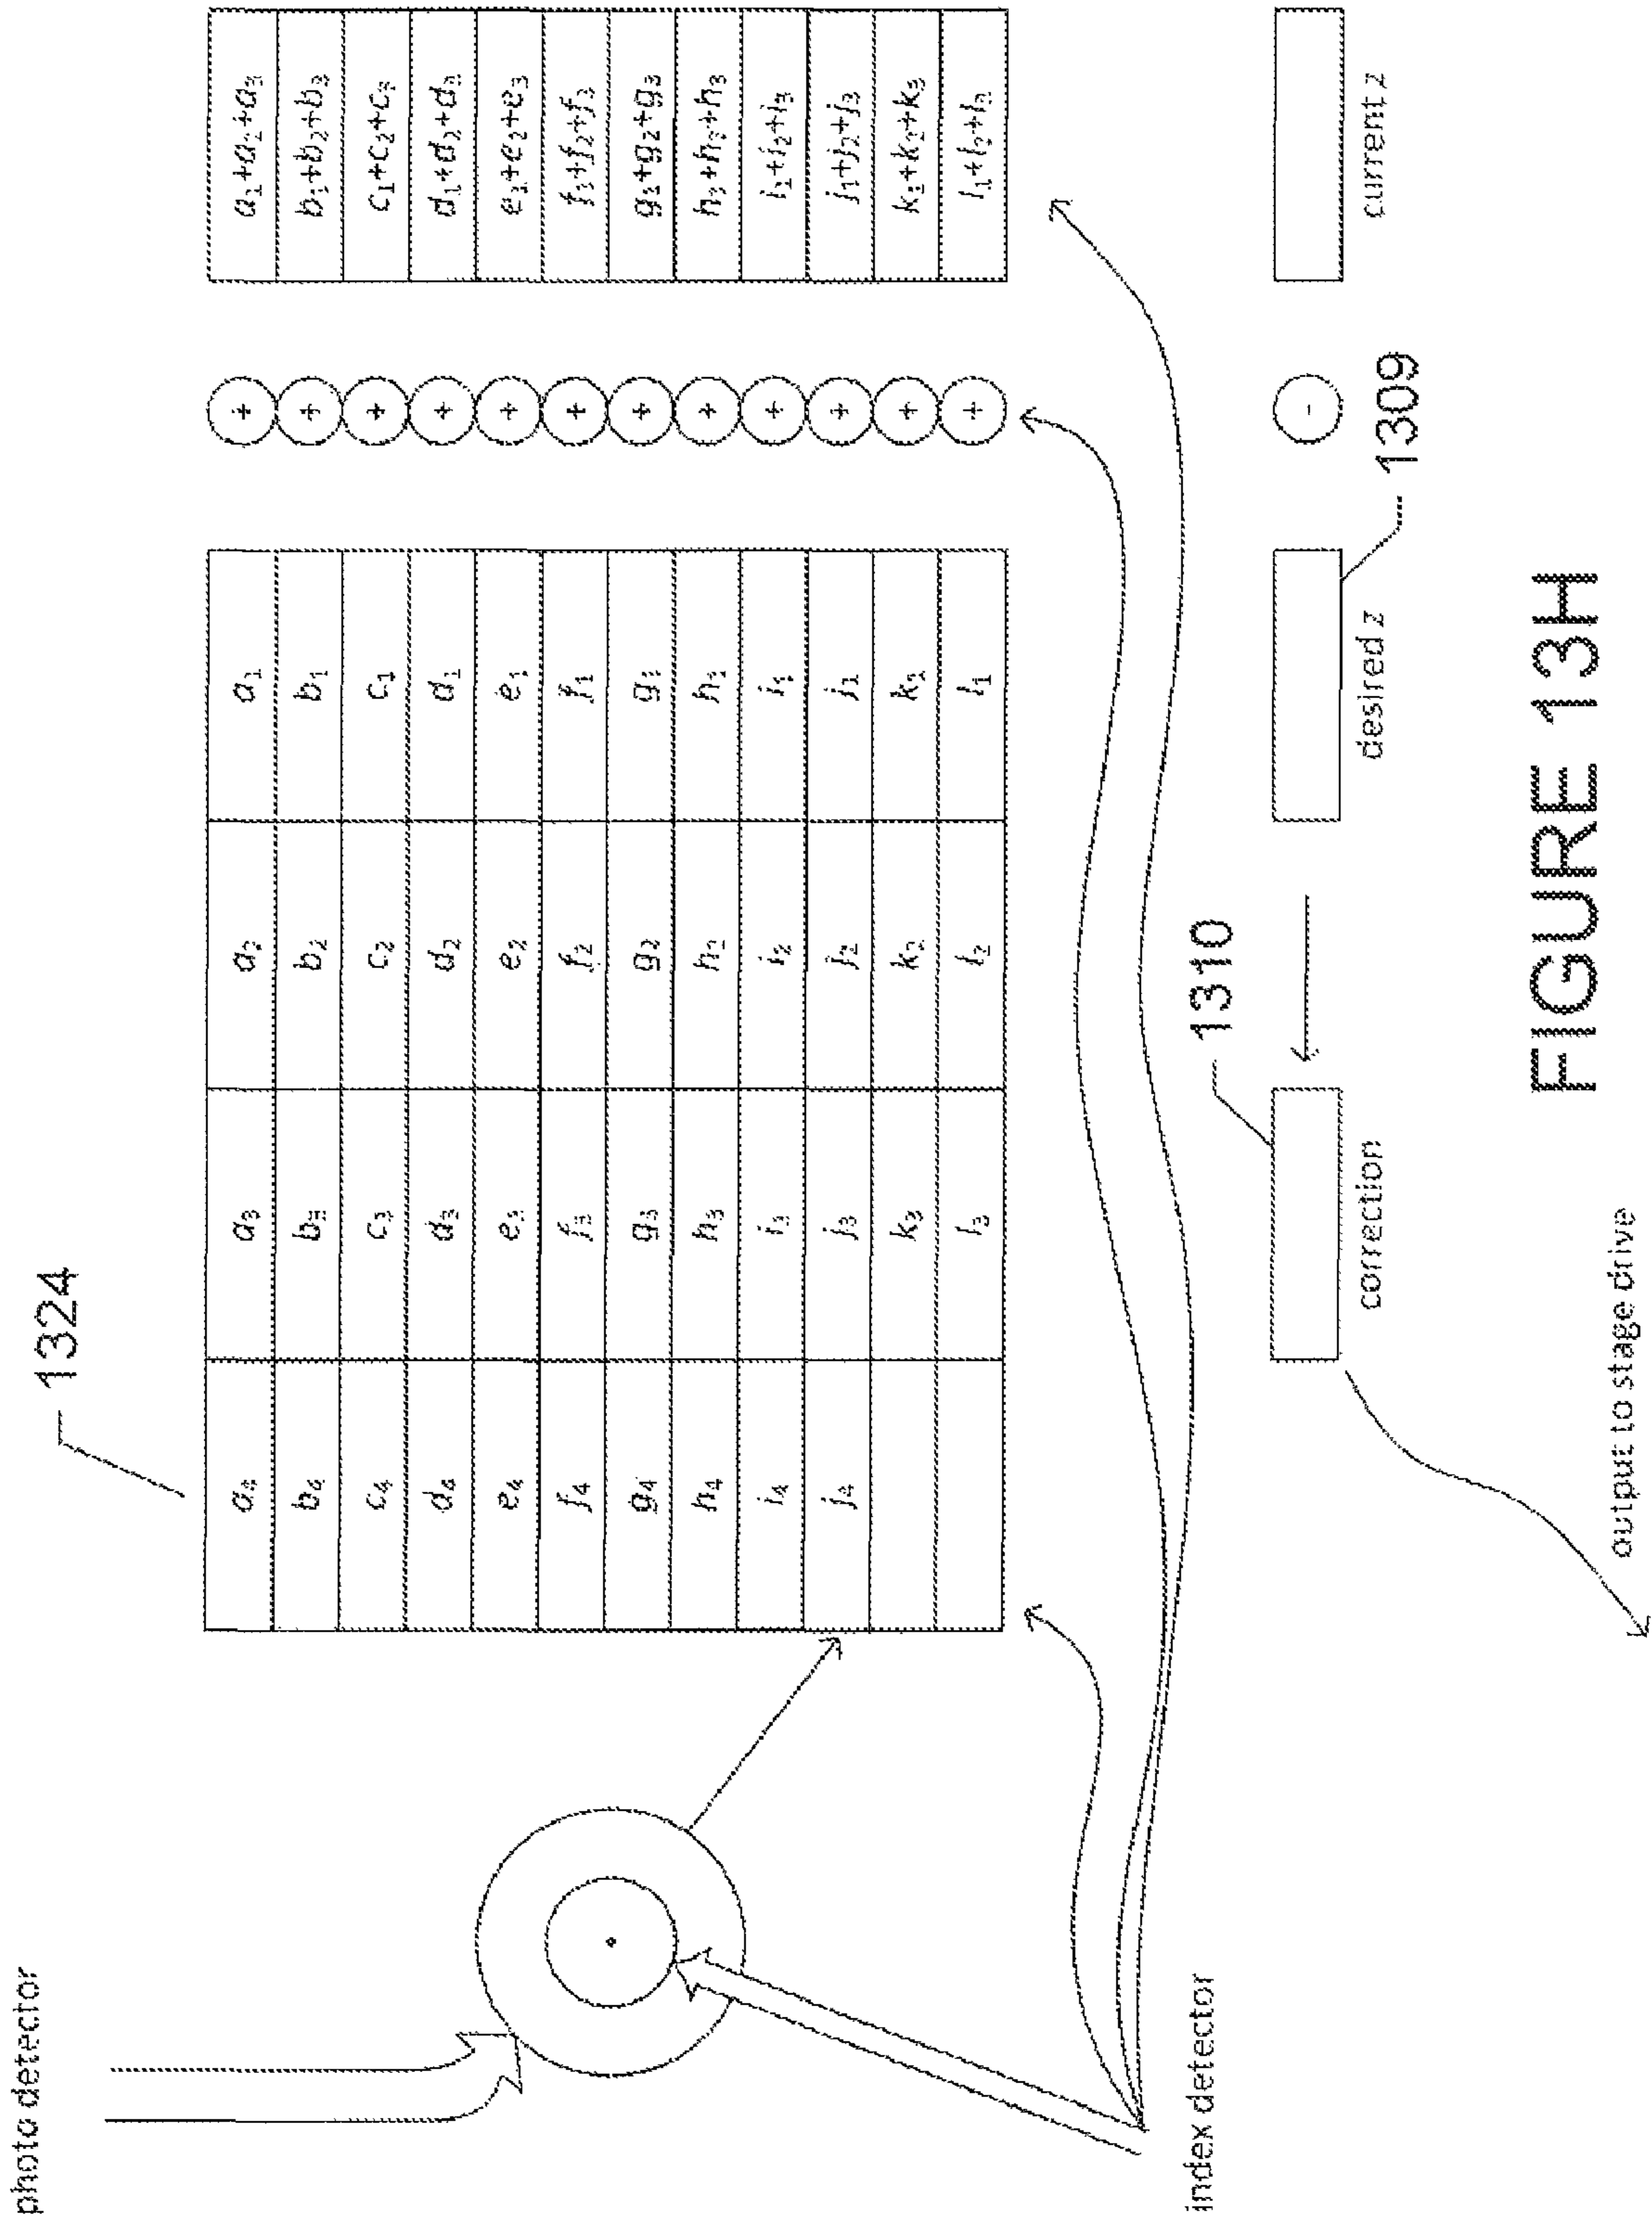 photo detector
1324
a₄ a₃ a₂ a₁ + a₁+a₂+a₃
b₄ b₃ b₂ b₁ + b₁+b₂+b₃
c₄ c₃ c₂ c₁ + c₁+c₂+c₃
d₄ d₃ d₂ d₁ + d₁+d₂+d₃
e₄ e₃ e₂ e₁ + e₁+e₂+e₃
f₄ f₃ f₂ f₁ + f₁+f₂+f₃
g₄ g₃ g₂ g₁ + g₁+g₂+g₃
h₄ h₃ h₂ h₁ + h₁+h₂+h₃
i₄ i₃ i₂ i₁ + i₁+i₂+i₃
j₄ j₃ j₂ j₁ + j₁+j₂+j₃
k₃ k₂ k₁ + k₁+k₂+k₃
l₃ l₂ l₁ + l₁+l₂+l₃
index detector
1310
-
correction
desired z
1309
current z
output to stage drive
FIGURE 13H